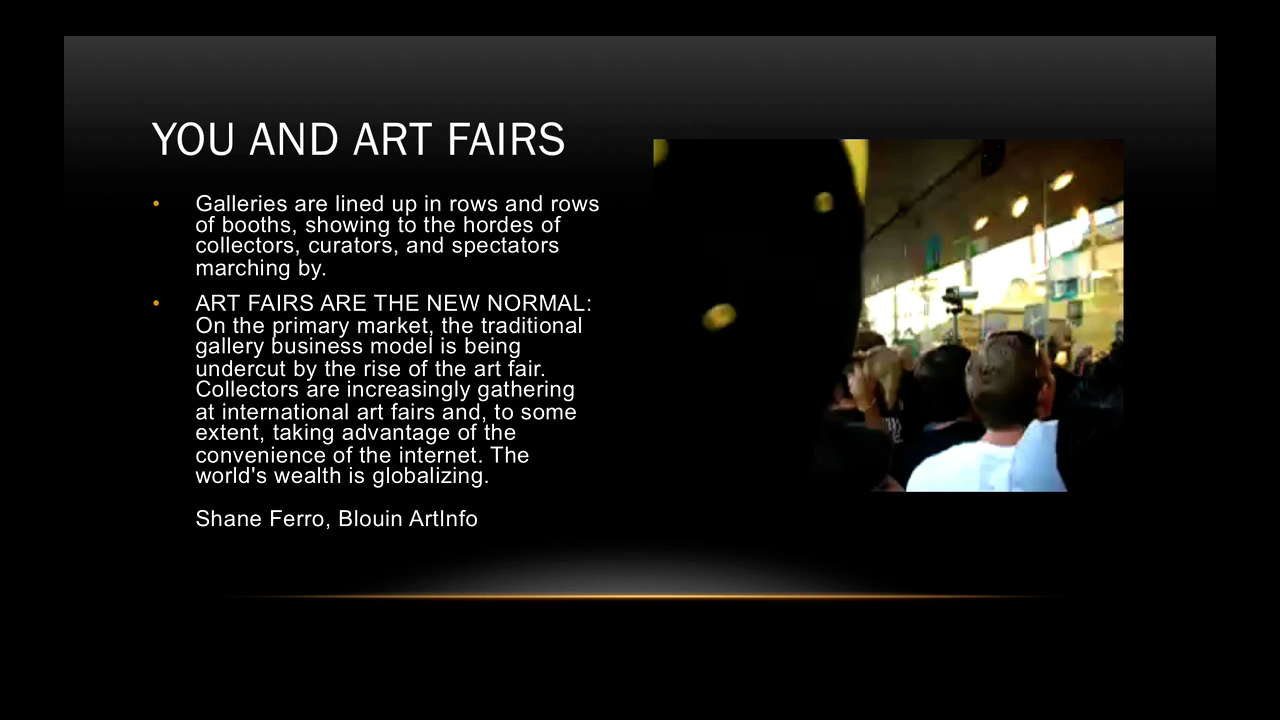 YOU AND ART FAIRS
• Galleries are lined up in rows and rows
of booths, showing to the hordes of
collectors, curators, and spectators
marching by.
• ART FAIRS ARE THE NEW NORMAL:
On the primary market, the traditional
gallery business model is being
undercut by the rise of the art fair.
Collectors are increasingly gathering
at international art fairs and, to some
extent, taking advantage of the
convenience of the internet. The
world's wealth is globalizing.
Shane Ferro, Blouin ArtInfo